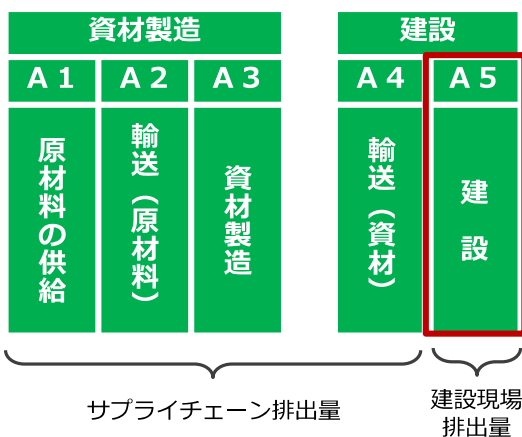 資材製造
建設
A1
A2
A3
A4
A5
原材料の供給
輸送（原材料）
資材製造
輸送（資材）
建設
サプライチェーン排出量
建設現場
排出量